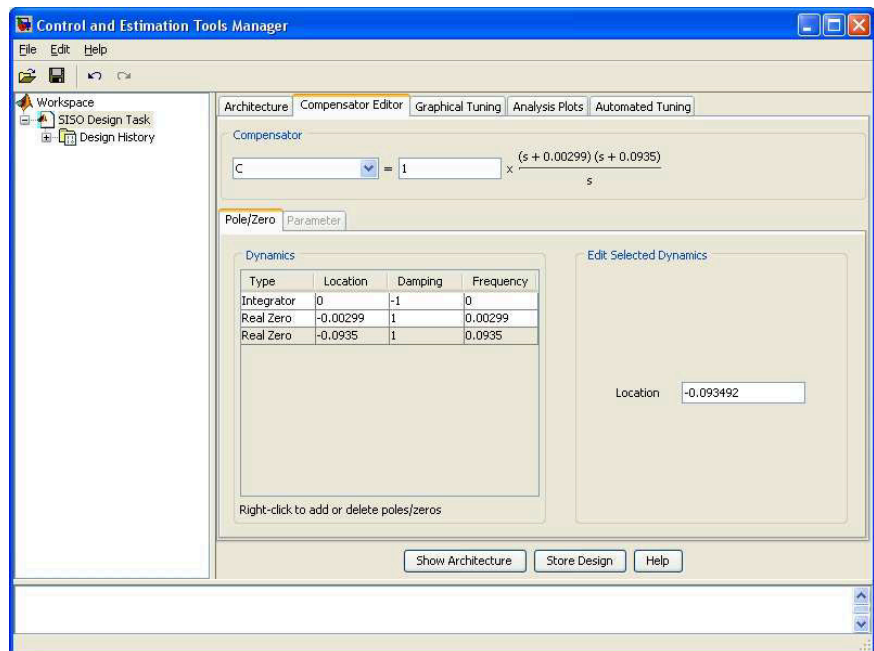 Control and Estimation Tools Manager
File Edit Help
Workspace
SISO Design Task
Design History
Architecture Compensator Editor Graphical Tuning Analysis Plots Automated Tuning
Compensator
C = 1 x (s + 0.00299) (s + 0.0935)
s
Pole/Zero Parameter
Dynamics
Type Location Damping Frequency
Integrator 0 -1 0
Real Zero -0.00299 1 0.00299
Real Zero -0.0935 1 0.0935
Right-click to add or delete poles/zeros
Edit Selected Dynamics
Location -0.093492
Show Architecture Store Design Help